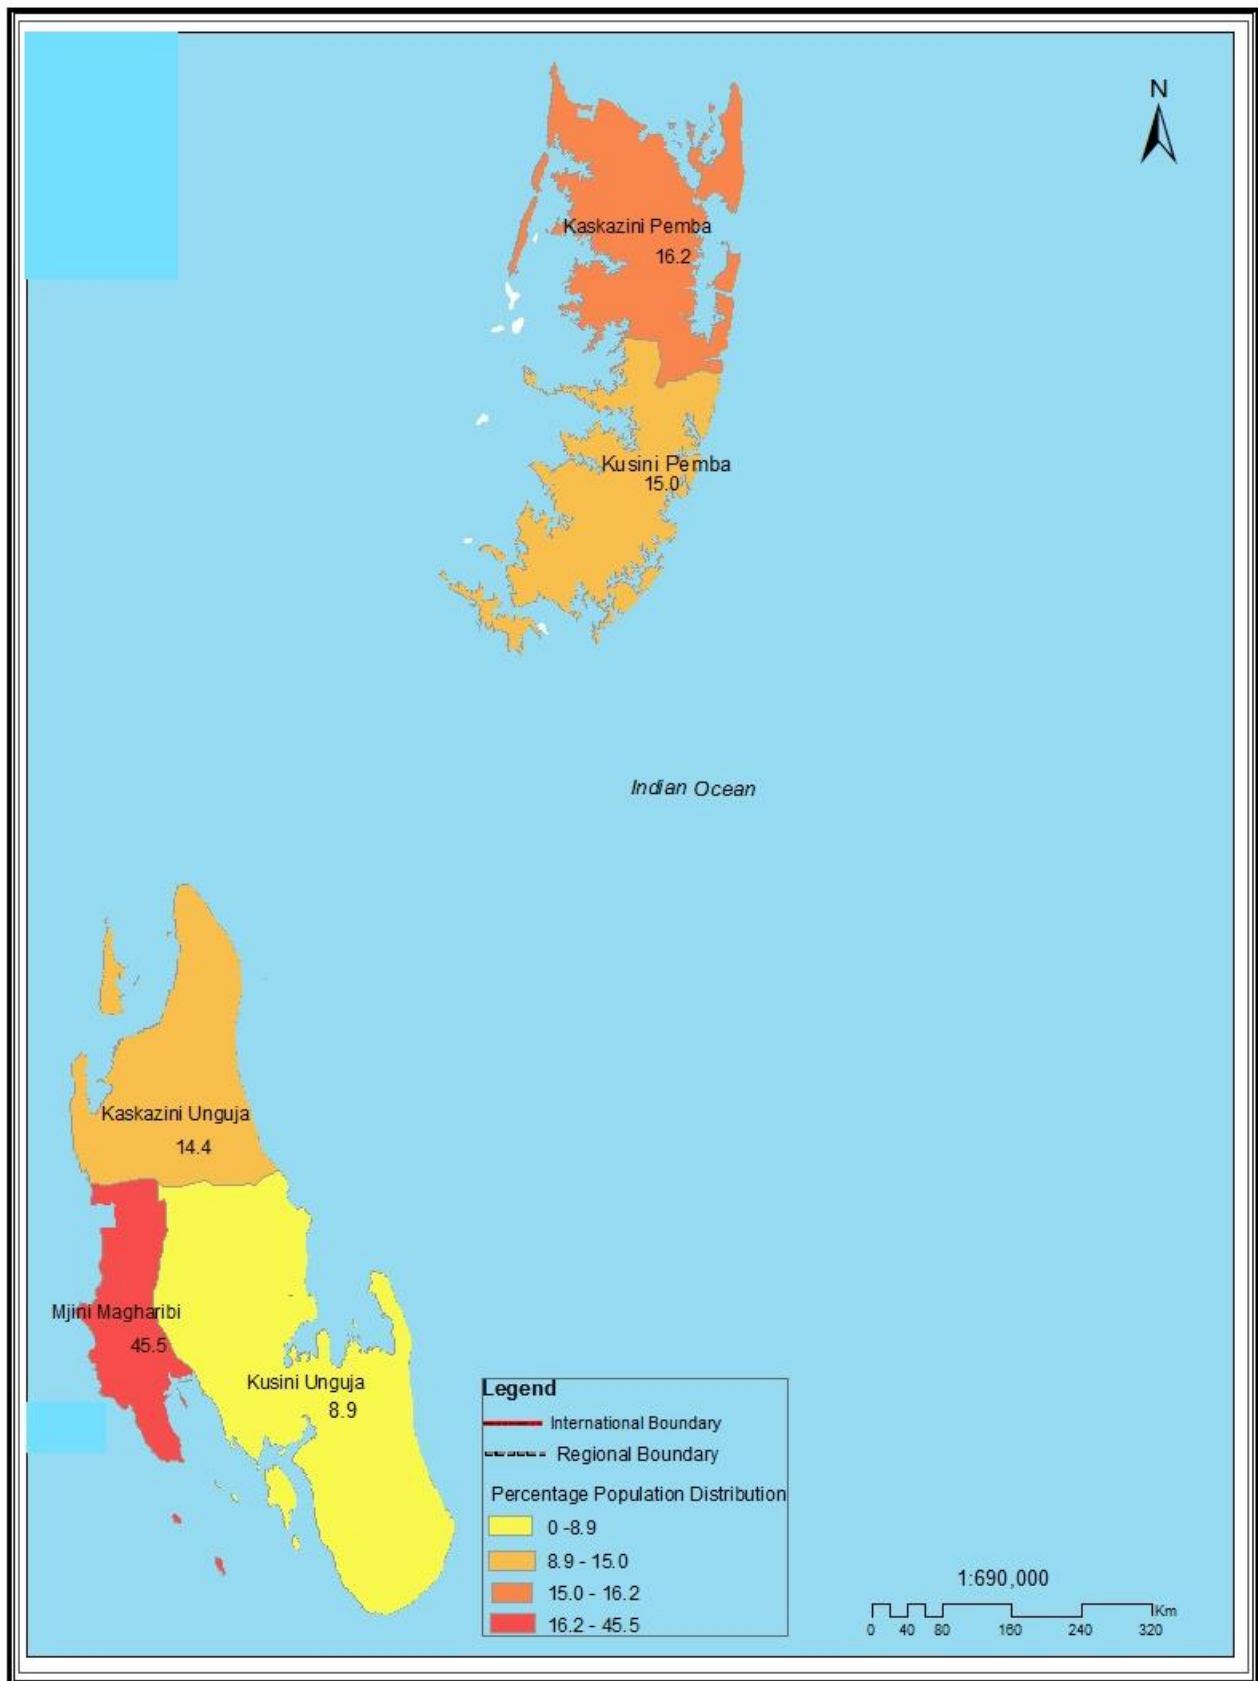 N
Kaskazini Pemba
16.2
Kusini Pemba
15.0
Indian Ocean
Kaskazini Unguja
14.4
Mjini Magharibi
45.5
Kusini Unguja
8.9
Legend
International Boundary
Regional Boundary
Percentage Population Distribution
0 -8.9
8.9 - 15.0
15.0 - 16.2
16.2 - 45.5
1:690,000
Km
0 40 80 160 240 320